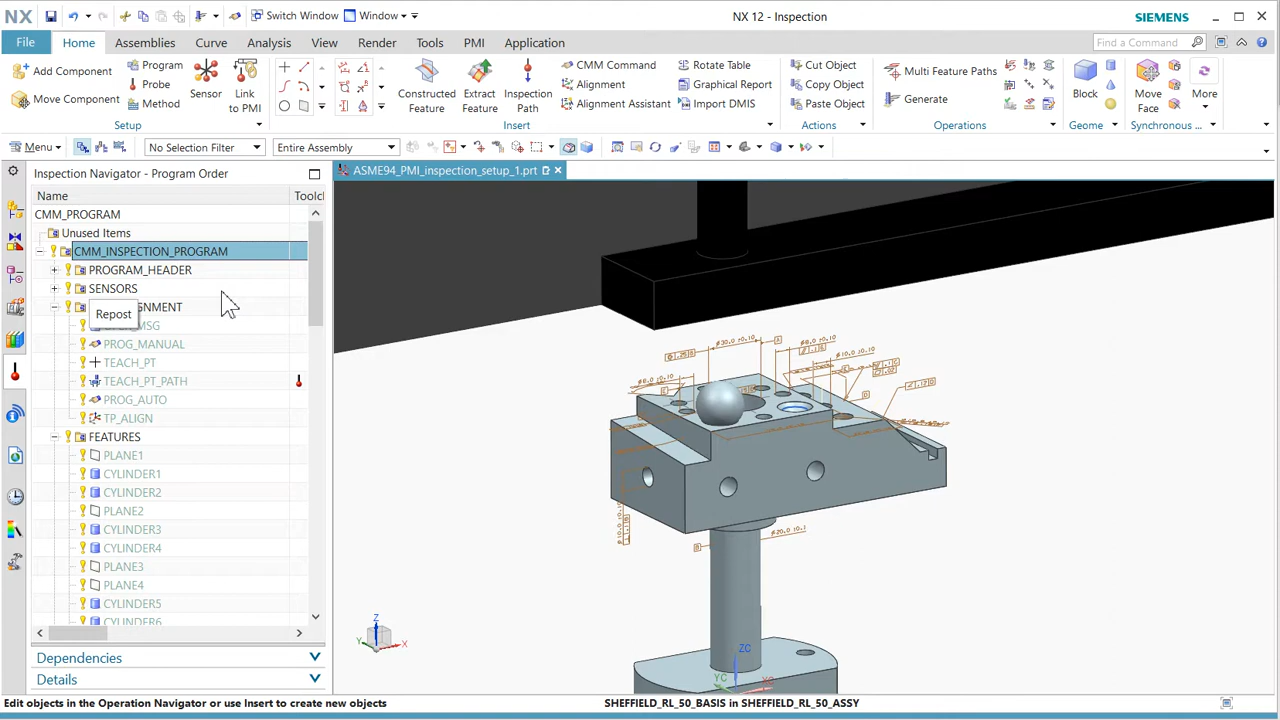 NX
Switch Window
Window
NX 12 - Inspection
SIEMENS
File
Home
Assemblies
Curve
Analysis
View
Render
Tools
PMI
Application
Find a Command
Add Component
Move Component
Setup
Program
Probe
Method
Sensor
Link to PMI
Constructed Feature
Extract Feature
Inspection Path
CMM Command
Alignment
Alignment Assistant
Insert
Rotate Table
Graphical Report
Import DMIS
Cut Object
Copy Object
Paste Object
Actions
Multi Feature Paths
Generate
Operations
Block
Geome
Move Face
More
Synchronous ...
Menu
No Selection Filter
Entire Assembly
Inspection Navigator - Program Order
ASME94_PMI_inspection_setup_1.prt
Name
Toolcl
CMM_PROGRAM
Unused Items
CMM_INSPECTION_PROGRAM
PROGRAM_HEADER
SENSORS
GNMENT
Repost
_MSG
PROG_MANUAL
TEACH_PT
TEACH_PT_PATH
PROG_AUTO
TP_ALIGN
FEATURES
PLANE1
CYLINDER1
CYLINDER2
PLANE2
CYLINDER3
CYLINDER4
PLANE3
PLANE4
CYLINDER5
CYLINDER6
Dependencies
Details
Z
Y
X
ZC
YC
XC
Edit objects in the Operation Navigator or use Insert to create new objects
SHEFFIELD_RL_50_BASIS in SHEFFIELD_RL_50_ASSY